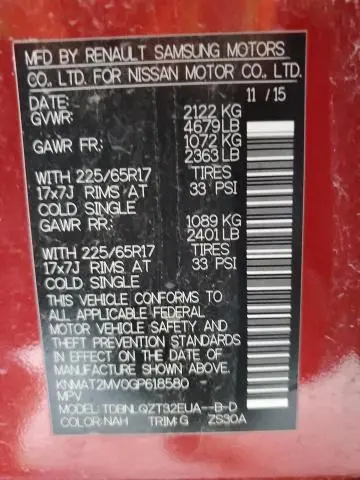 MFD BY RENAULT SAMSUNG MOTORS
CO., LTD. FOR NISSAN MOTOR CO., LTD.
DATE: 11 / 15
GVWR: 2122 KG
4679 LB
GAWR FR: 1072 KG
2363 LB
WITH 225/65R17 TIRES
17x7J RIMS AT 33 PSI
COLD SINGLE
GAWR RR: 1089 KG
2401 LB
WITH 225/65R17 TIRES
17x7J RIMS AT 33 PSI
COLD SINGLE
THIS VEHICLE CONFORMS TO
ALL APPLICABLE FEDERAL
MOTOR VEHICLE SAFETY AND
THEFT PREVENTION STANDARDS
IN EFFECT ON THE DATE OF
MANUFACTURE SHOWN ABOVE.
KNMAT2MV0GP618580
MPV
MODEL: TDBNLQZT32EUA--B-D
COLOR: NAH TRIM: G ZS30A